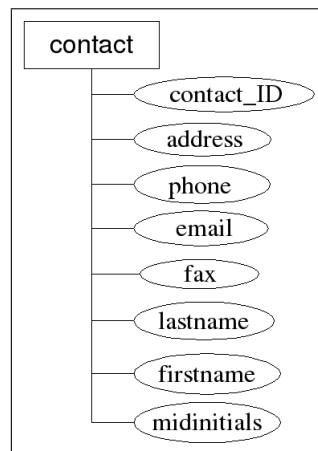 contact
contact_ID
address
phone
email
fax
lastname
firstname
midinitials